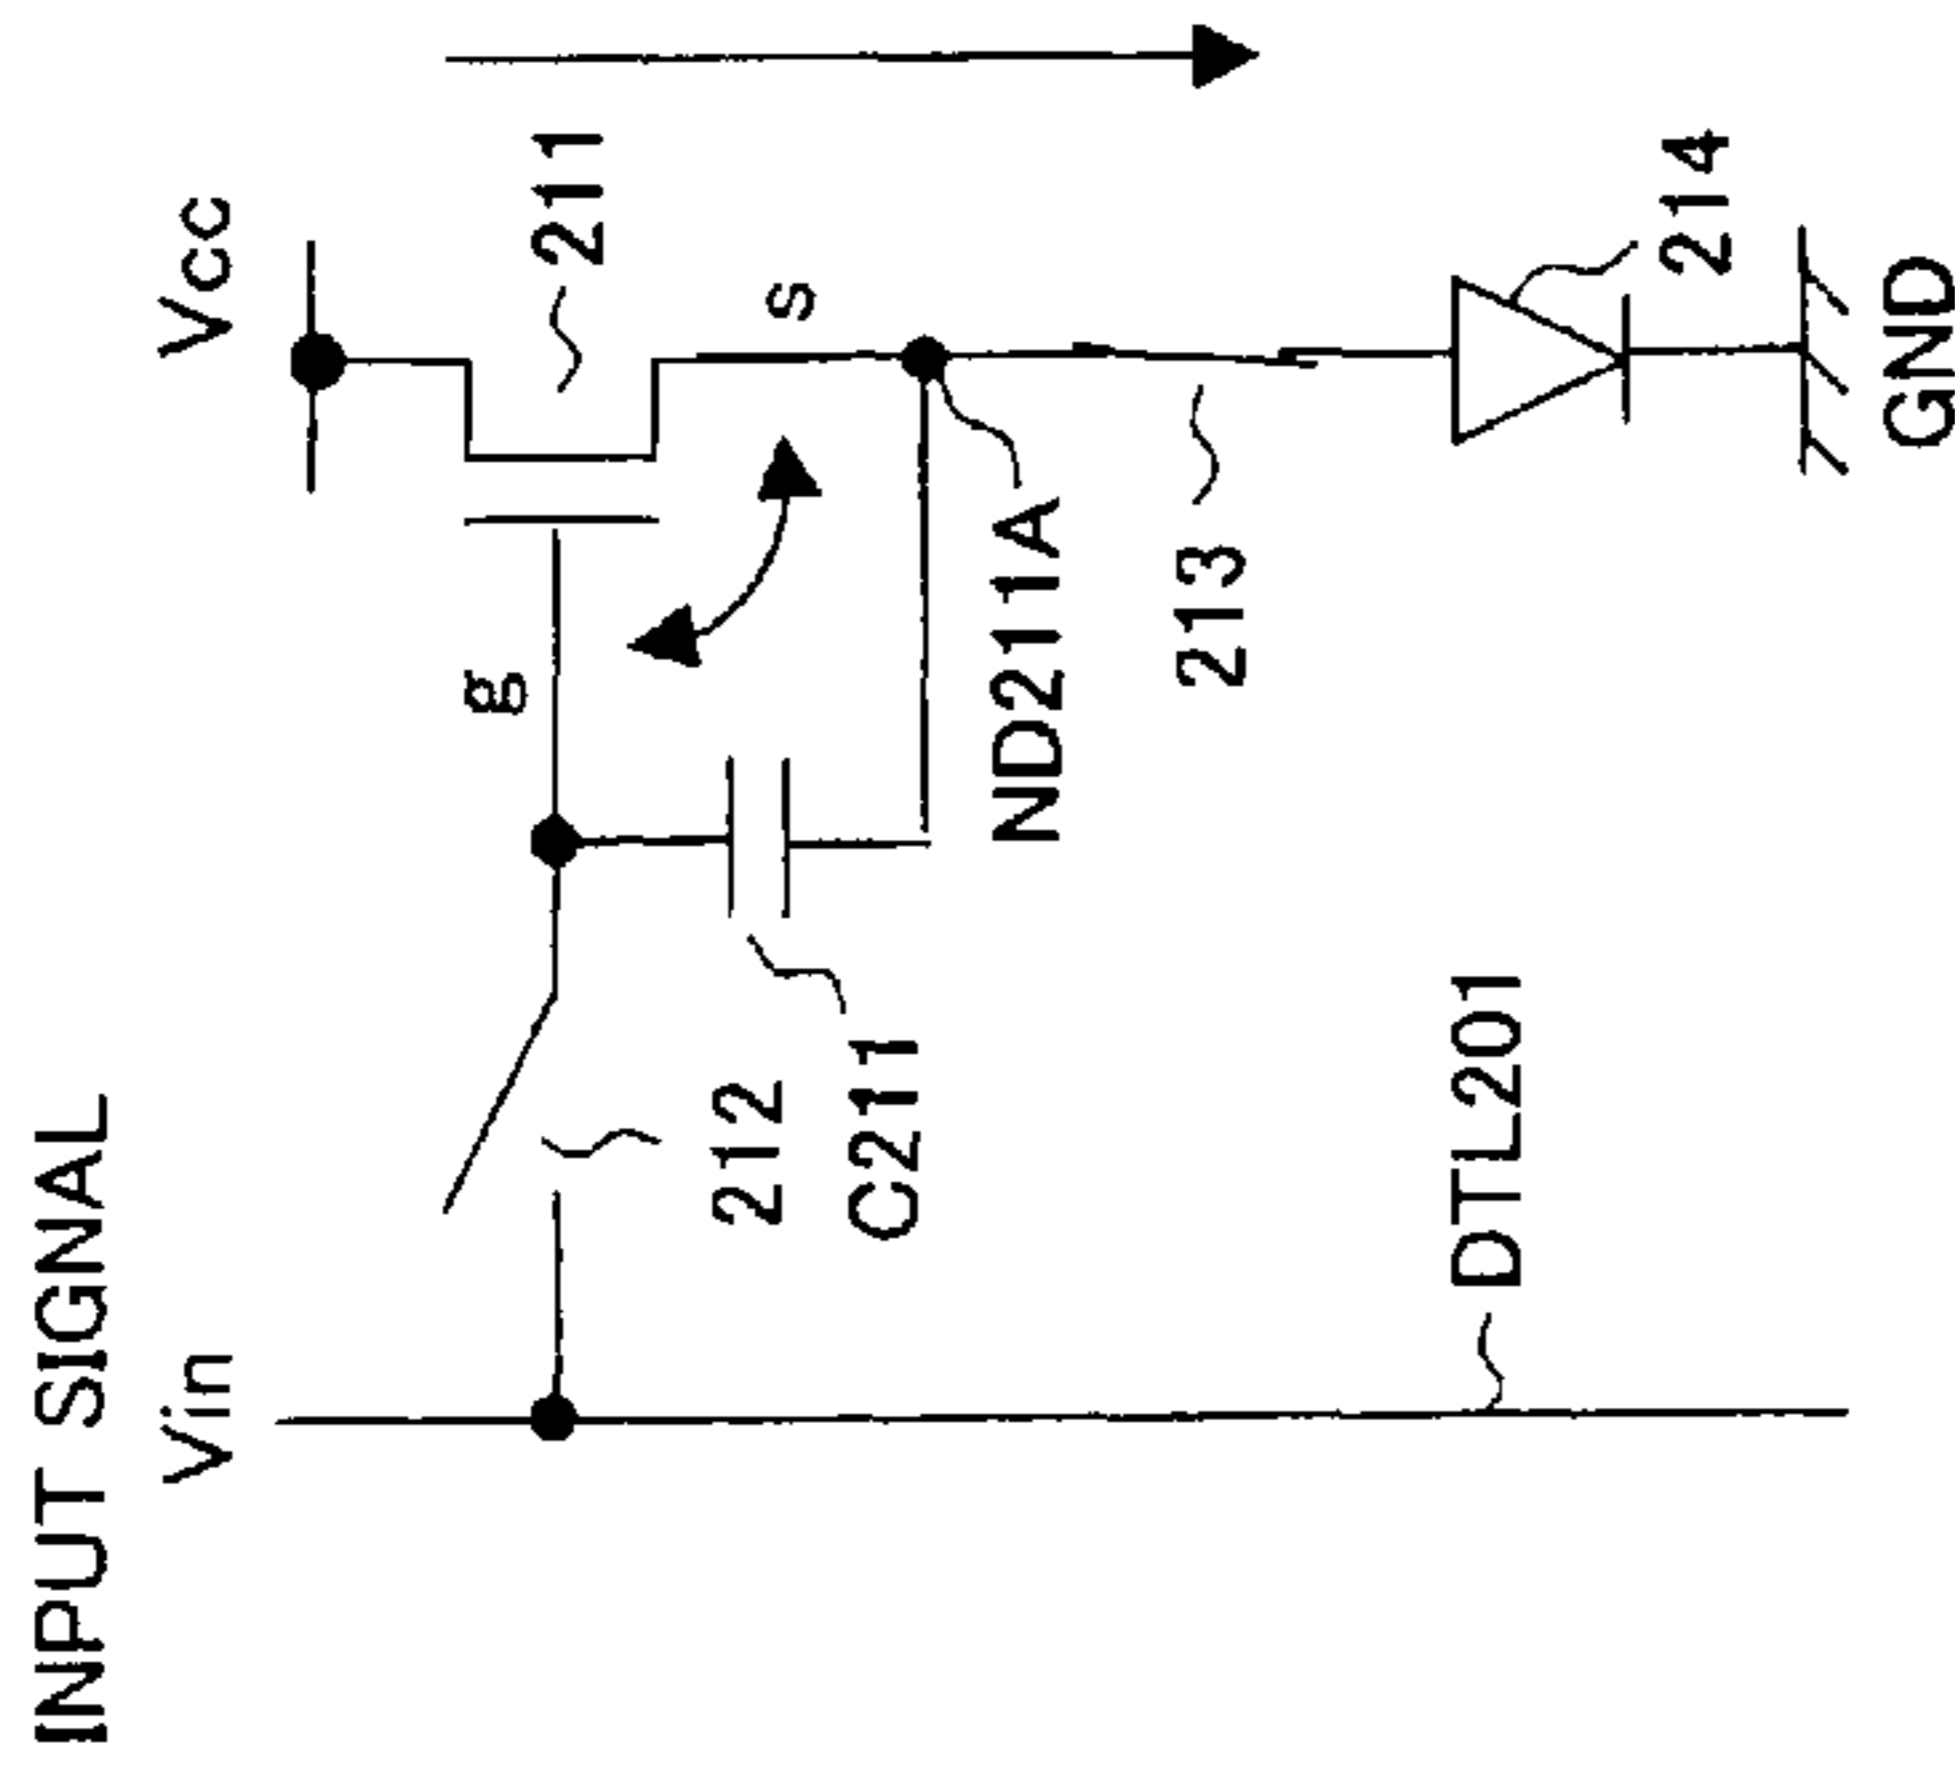 INPUT SIGNAL
Vin
Vcc
g
211
s
212
C211
ND211A
213
DTL201
214
GND